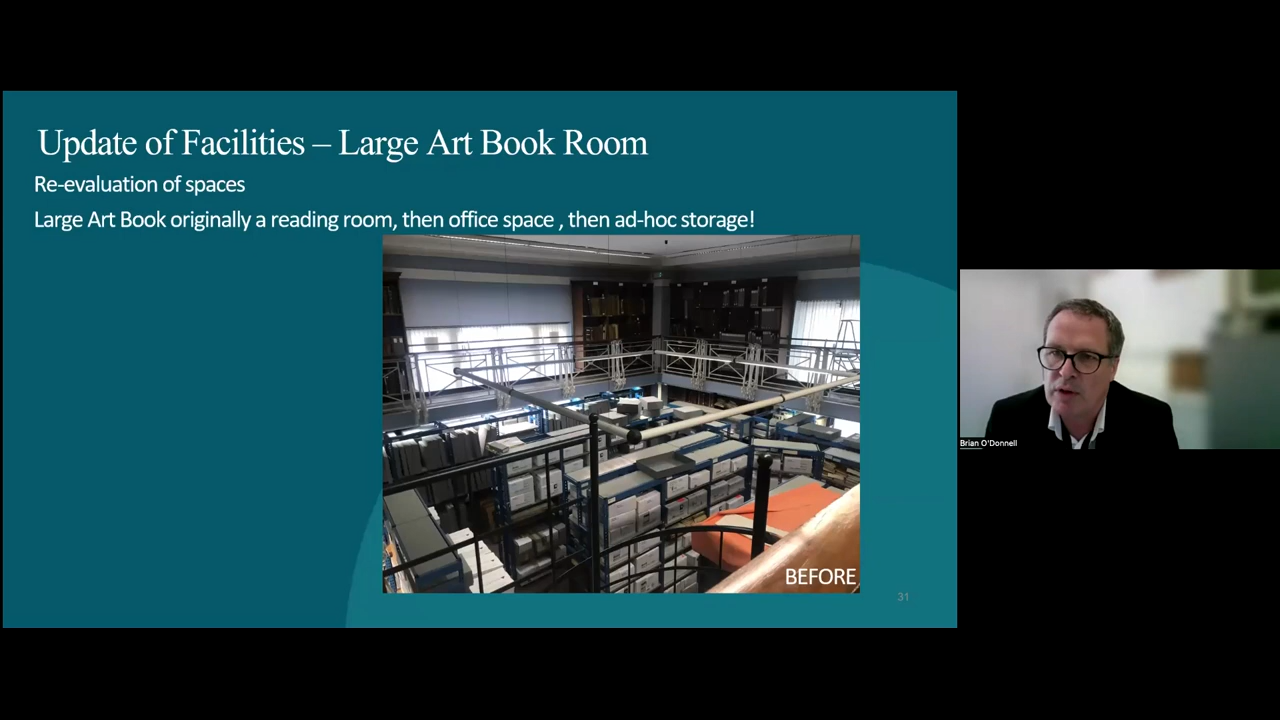 Update of Facilities – Large Art Book Room
Re-evaluation of spaces
Large Art Book originally a reading room, then office space , then ad-hoc storage!
BEFORE
31
Brian O'Donnell